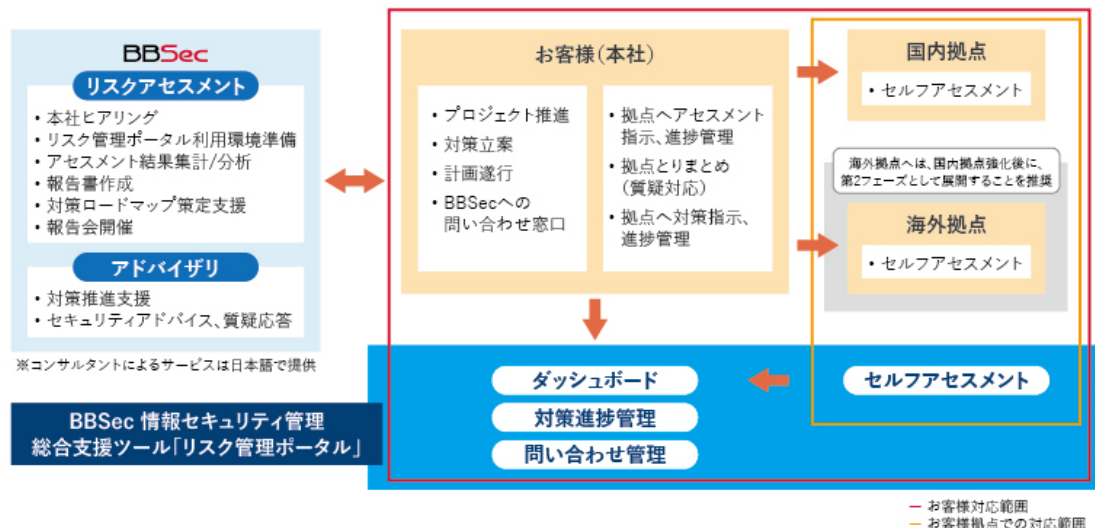 BBSec
リスクアセスメント
・本社ヒアリング
・リスク管理ポータル利用環境準備
・アセスメント結果集計/分析
・報告書作成
・対策ロードマップ策定支援
・報告会開催
アドバイザリ
・対策推進支援
・セキュリティアドバイス、質疑応答
※コンサルタントによるサービスは日本語で提供
お客様(本社)
・プロジェクト推進
・対策立案
・計画遂行
・BBSecへの
問い合わせ窓口
・拠点へアセスメント
指示、進捗管理
・拠点とりまとめ
(質疑対応)
・拠点へ対策指示、
進捗管理
国内拠点
・セルフアセスメント
海外拠点へは、国内拠点強化後に、
第2フェーズとして展開することを推奨
海外拠点
・セルフアセスメント
BBSec 情報セキュリティ管理
総合支援ツール「リスク管理ポータル」
ダッシュボード
対策進捗管理
問い合わせ管理
セルフアセスメント
お客様対応範囲
お客様拠点での対応範囲